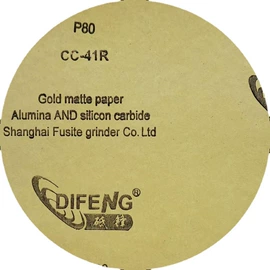 P80
CC-41R
Gold matte paper
Alumina AND silicon carbide
Shanghai Fusite grinder Co.Ltd
DIFENG®